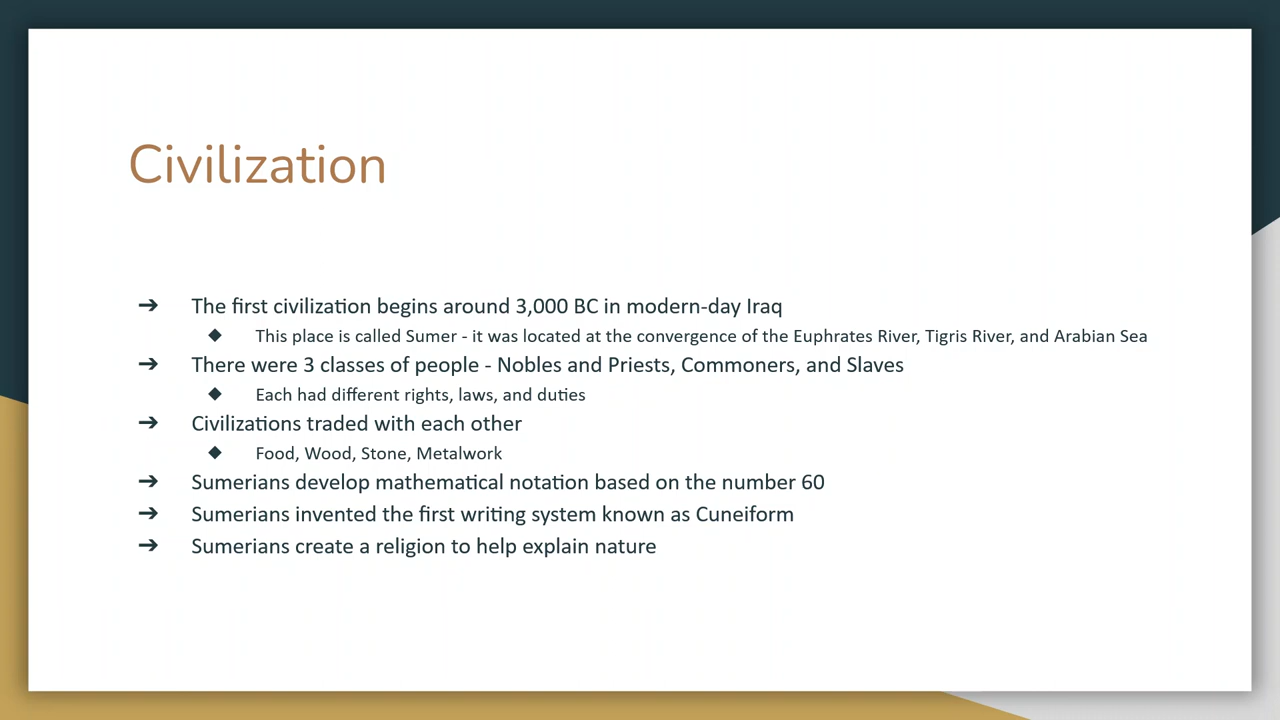 Civilization
➔ The first civilization begins around 3,000 BC in modern-day Iraq
◆ This place is called Sumer - it was located at the convergence of the Euphrates River, Tigris River, and Arabian Sea
➔ There were 3 classes of people - Nobles and Priests, Commoners, and Slaves
◆ Each had different rights, laws, and duties
➔ Civilizations traded with each other
◆ Food, Wood, Stone, Metalwork
➔ Sumerians develop mathematical notation based on the number 60
➔ Sumerians invented the first writing system known as Cuneiform
➔ Sumerians create a religion to help explain nature